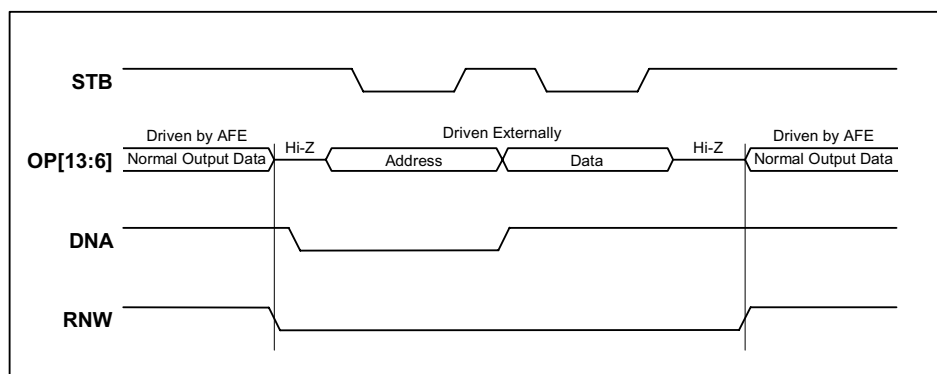 STB
Driven by AFE Driven Externally Driven by AFE
Hi-Z Hi-Z
OP[13:6] Normal Output Data Address Data Normal Output Data
DNA
RNW